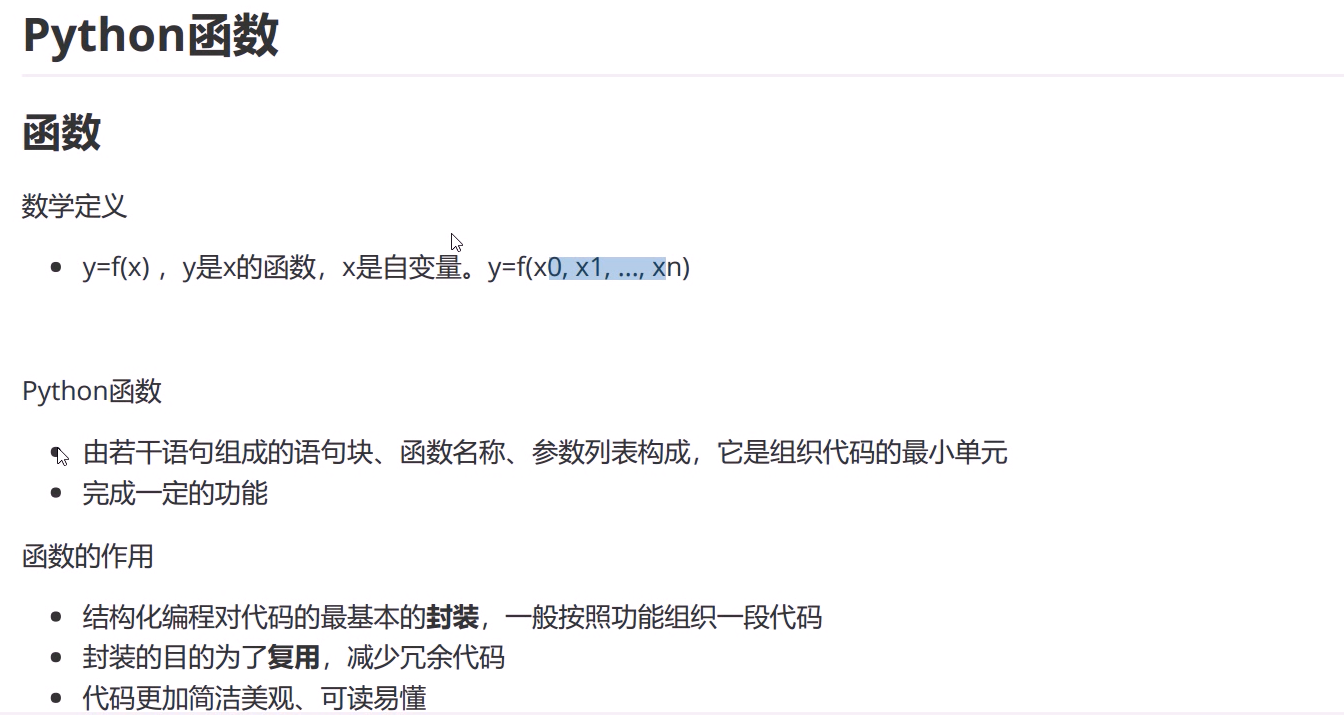 Python函数
函数
数学定义
y=f(x) ，y是x的函数，x是自变量。y=f(x0, x1, ..., xn)
Python函数
由若干语句组成的语句块、函数名称、参数列表构成，它是组织代码的最小单元
完成一定的功能
函数的作用
结构化编程对代码的最基本的封装，一般按照功能组织一段代码
封装的目的为了复用，减少冗余代码
代码更加简洁美观、可读易懂